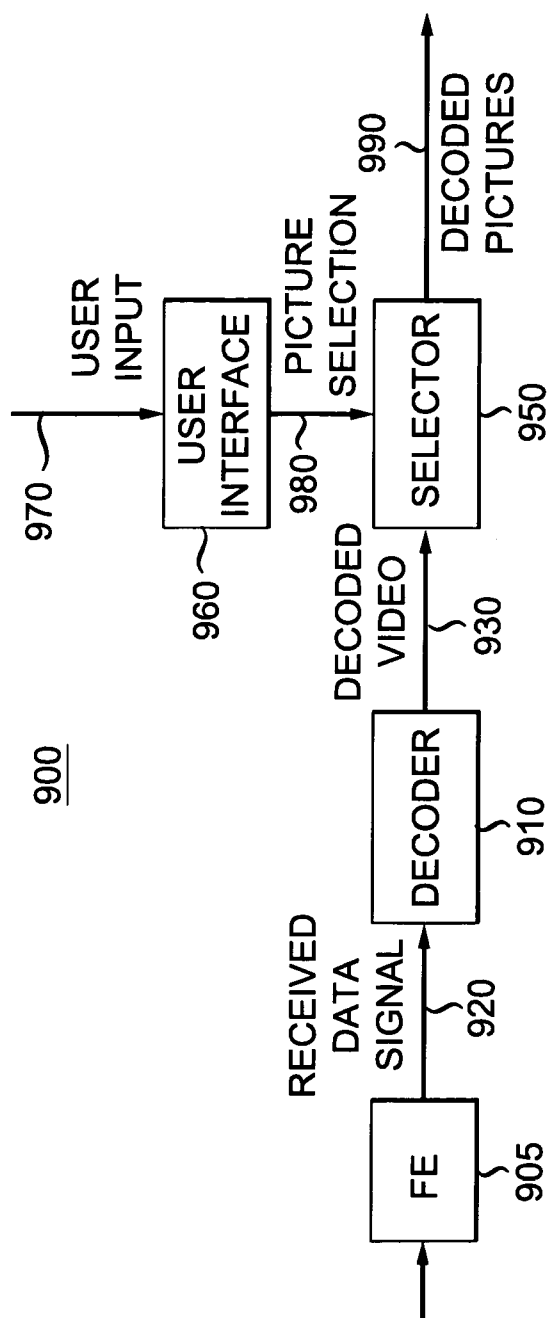 900
970
USER
INPUT
USER
INTERFACE
960
980
PICTURE
SELECTION
FE
905
RECEIVED
DATA
SIGNAL
920
DECODER
910
DECODED
VIDEO
930
SELECTOR
950
990
DECODED
PICTURES